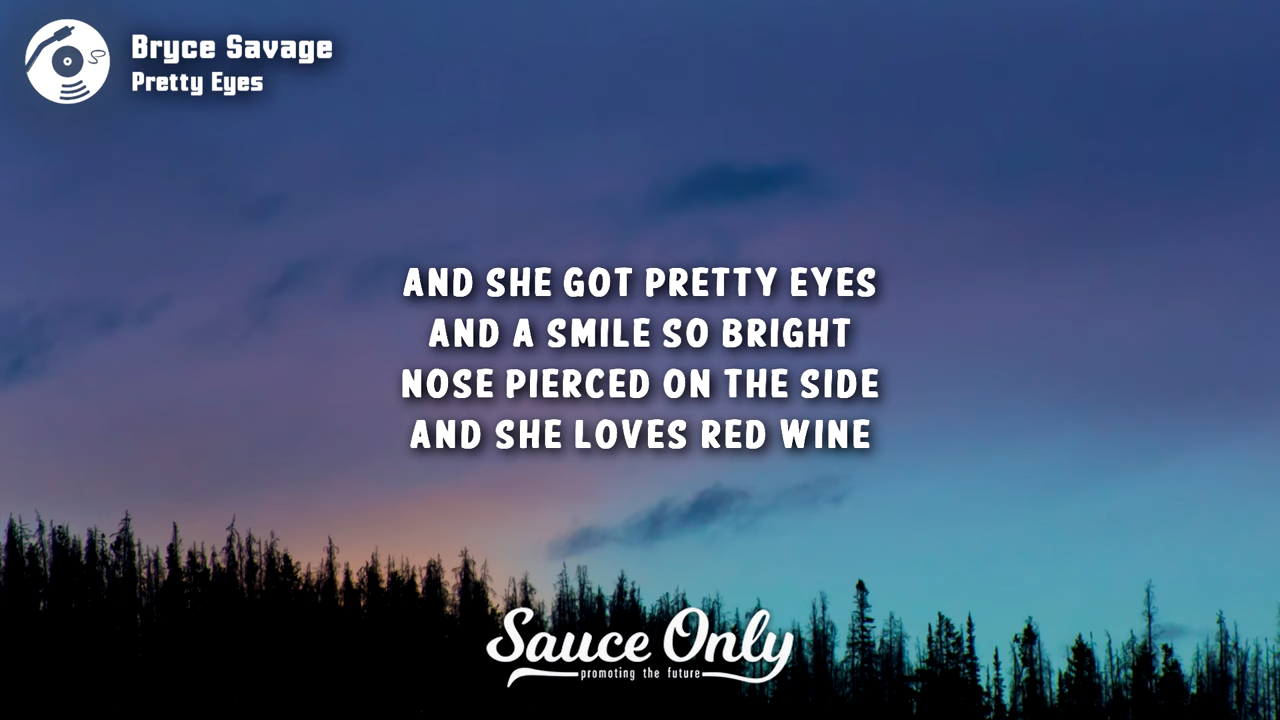 Bryce Savage
Pretty Eyes
AND SHE GOT PRETTY EYES
AND A SMILE SO BRIGHT
NOSE PIERCED ON THE SIDE
AND SHE LOVES RED WINE
Sauce Only
promoting the future